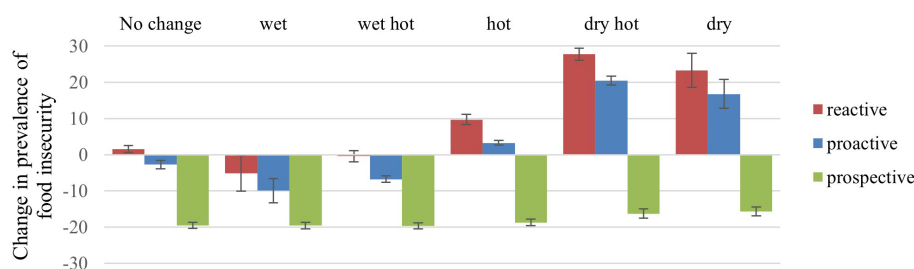 No change wet wet hot hot dry hot dry
Change in prevalence of
food insecurity
30
20
10
0
-10
-20
-30
reactive
proactive
prospective